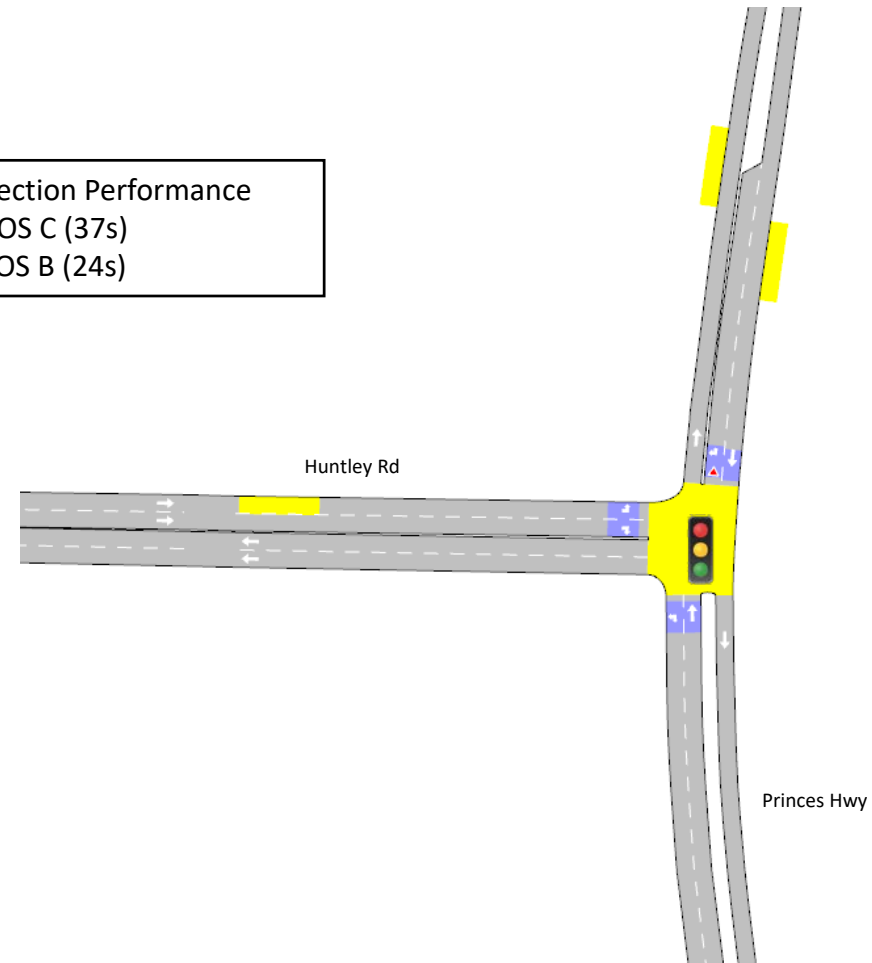 ection Performance
OS C (37s)
OS B (24s)
Huntley Rd
Princes Hwy